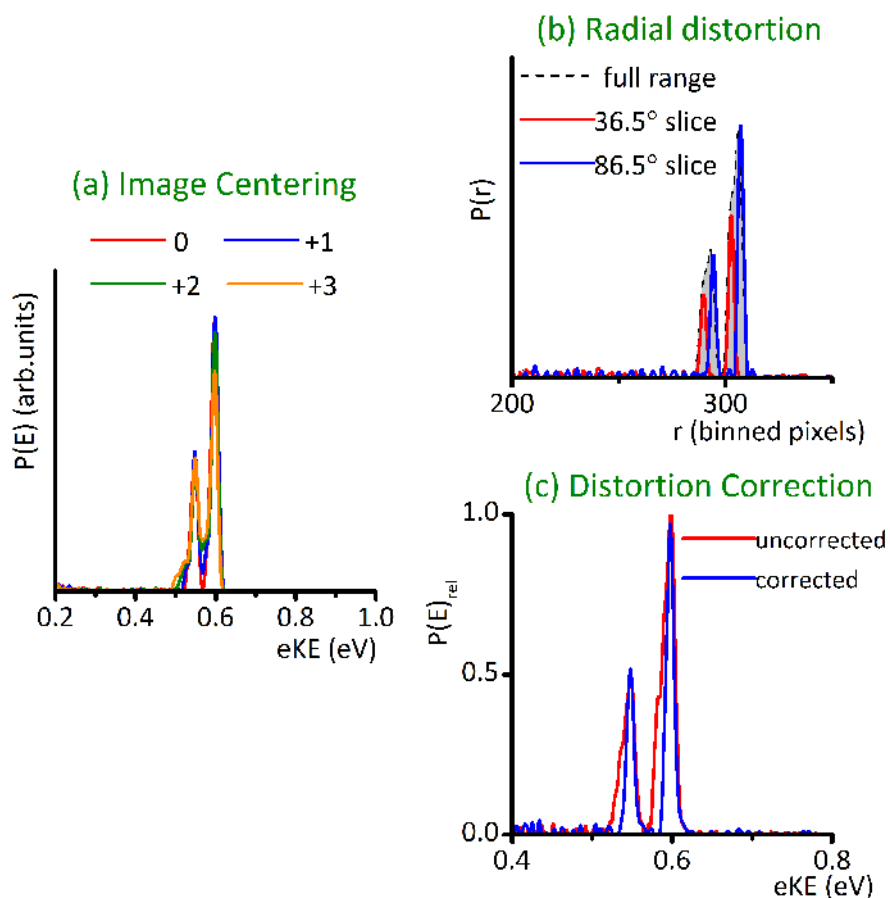 (b) Radial distortion
full range
36.5° slice
86.5° slice
P(r)
200
300
r (binned pixels)
(a) Image Centering
0
+1
+2
+3
P(E) (arb.units)
0.2
0.4
0.6
0.8
1.0
eKE (eV)
(c) Distortion Correction
uncorrected
corrected
P(E)rel
1.0
0.5
0.0
0.4
0.6
0.8
eKE (eV)